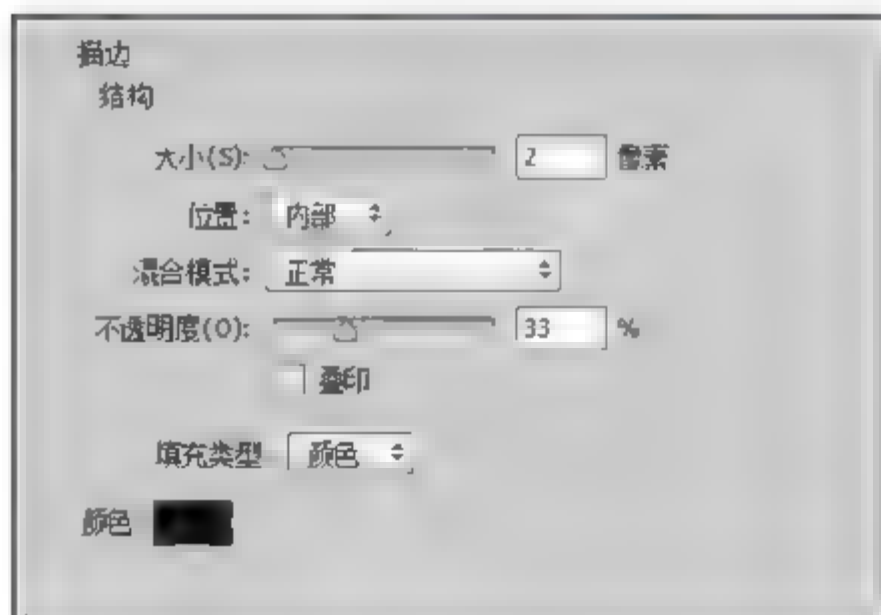 描边
结构
大小(S): 2 像素
位置: 内部
混合模式: 正常
不透明度(O): 33 %
叠印
填充类型 颜色
颜色